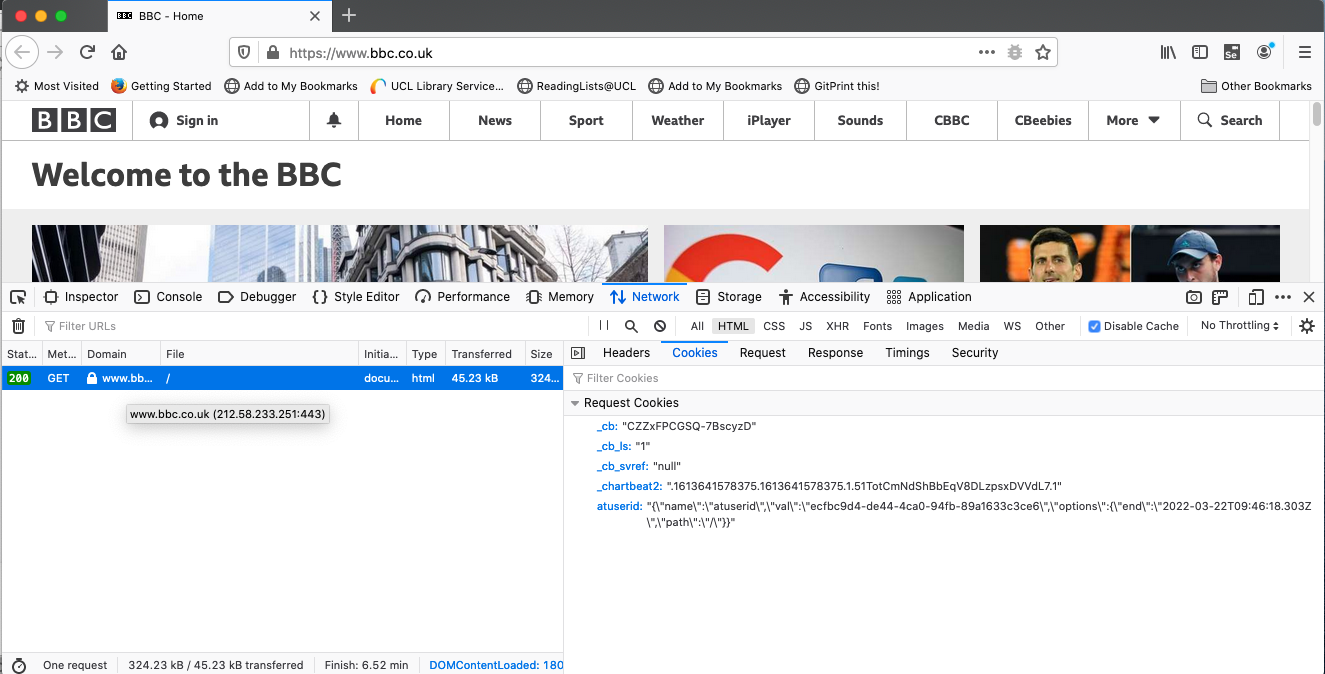 BBC BBC - Home
https://www.bbc.co.uk
Se
Most Visited Getting Started Add to My Bookmarks UCL Library Service... ReadingLists@UCL Add to My Bookmarks GitPrint this! Other Bookmarks
BBC Sign in Home News Sport Weather iPlayer Sounds CBBC CBeebies More Search
Welcome to the BBC
Inspector Console Debugger Style Editor Performance Memory Network Storage Accessibility Application
Filter URLs All HTML CSS JS XHR Fonts Images Media WS Other Disable Cache No Throttling
Stat... Met... Domain File Initia... Type Transferred Size Headers Cookies Request Response Timings Security
200 GET www.bb... / docu... html 45.23 kB 324... Filter Cookies
Request Cookies
www.bbc.co.uk (212.58.233.251:443)
_cb: "CZZxFPCGSQ-7BscyzD"
_cb_ls: "1"
_cb_svref: "null"
_chartbeat2: ".1613641578375.1613641578375.1.51TotCmNdShBbEqV8DLzpsxDVVdL7.1"
atuserid: "{\"name\":\"atuserid\",\"val\":\"ecfbc9d4-de44-4ca0-94fb-89a1633c3ce6\",\"options\":{\"end\":\"2022-03-22T09:46:18.303Z
\",\"path\":\"/\"}}"
One request 324.23 kB / 45.23 kB transferred Finish: 6.52 min DOMContentLoaded: 180